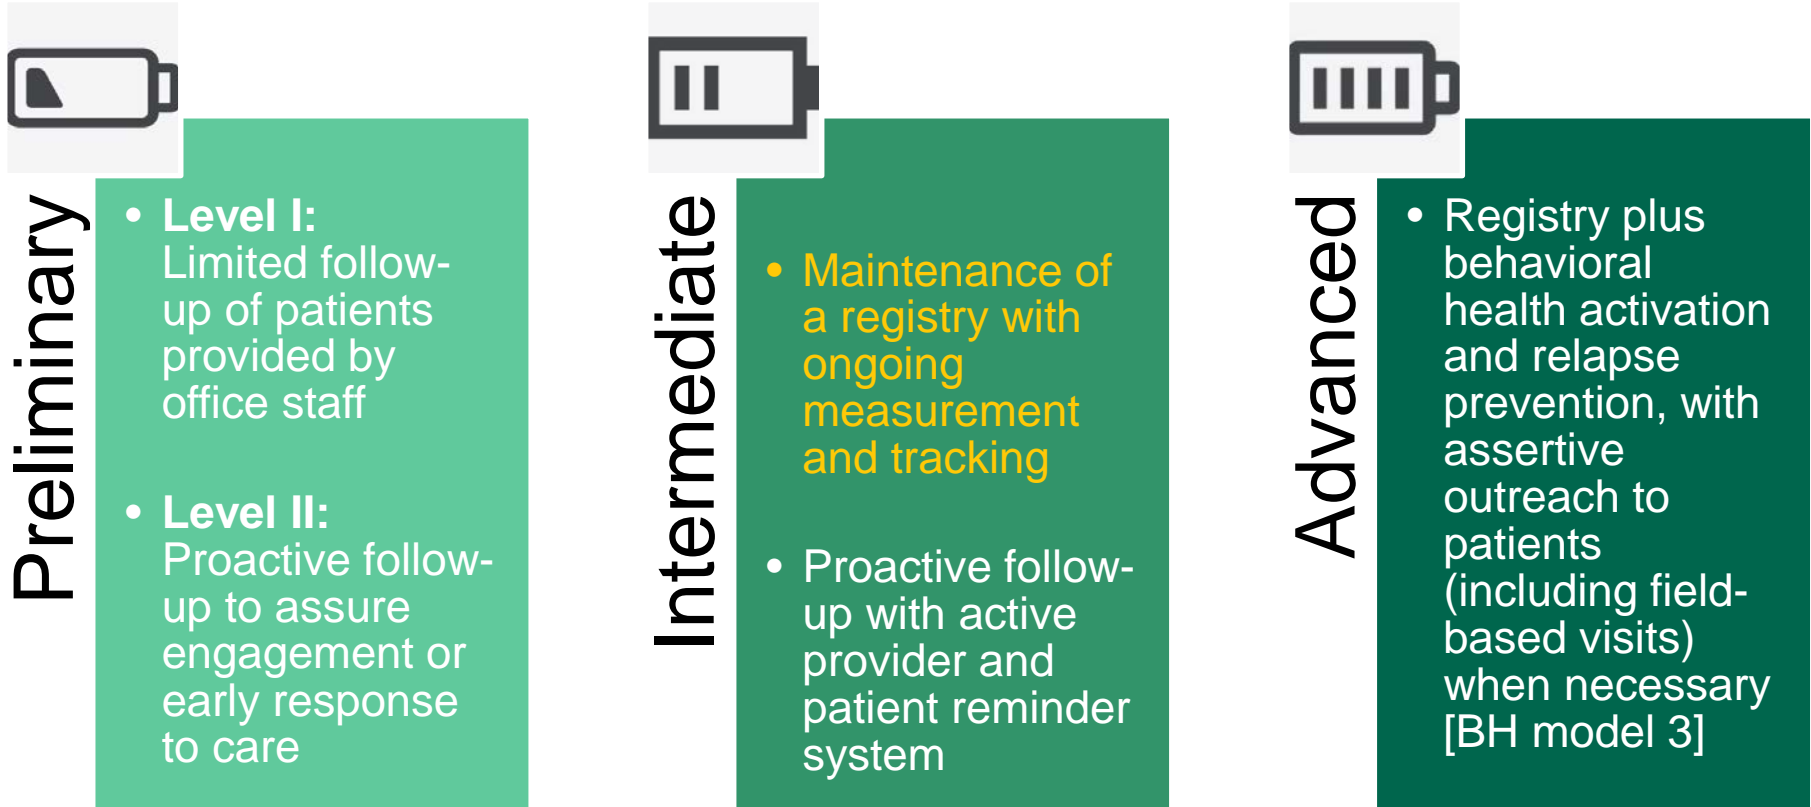 Preliminary
• Level I:
Limited follow-
up of patients
provided by
office staff
• Level II:
Proactive follow-
up to assure
engagement or
early response
to care
Intermediate
• Maintenance of
a registry with
ongoing
measurement
and tracking
• Proactive follow-
up with active
provider and
patient reminder
system
Advanced
• Registry plus
behavioral
health activation
and relapse
prevention, with
assertive
outreach to
patients
(including field-
based visits)
when necessary
[BH model 3]